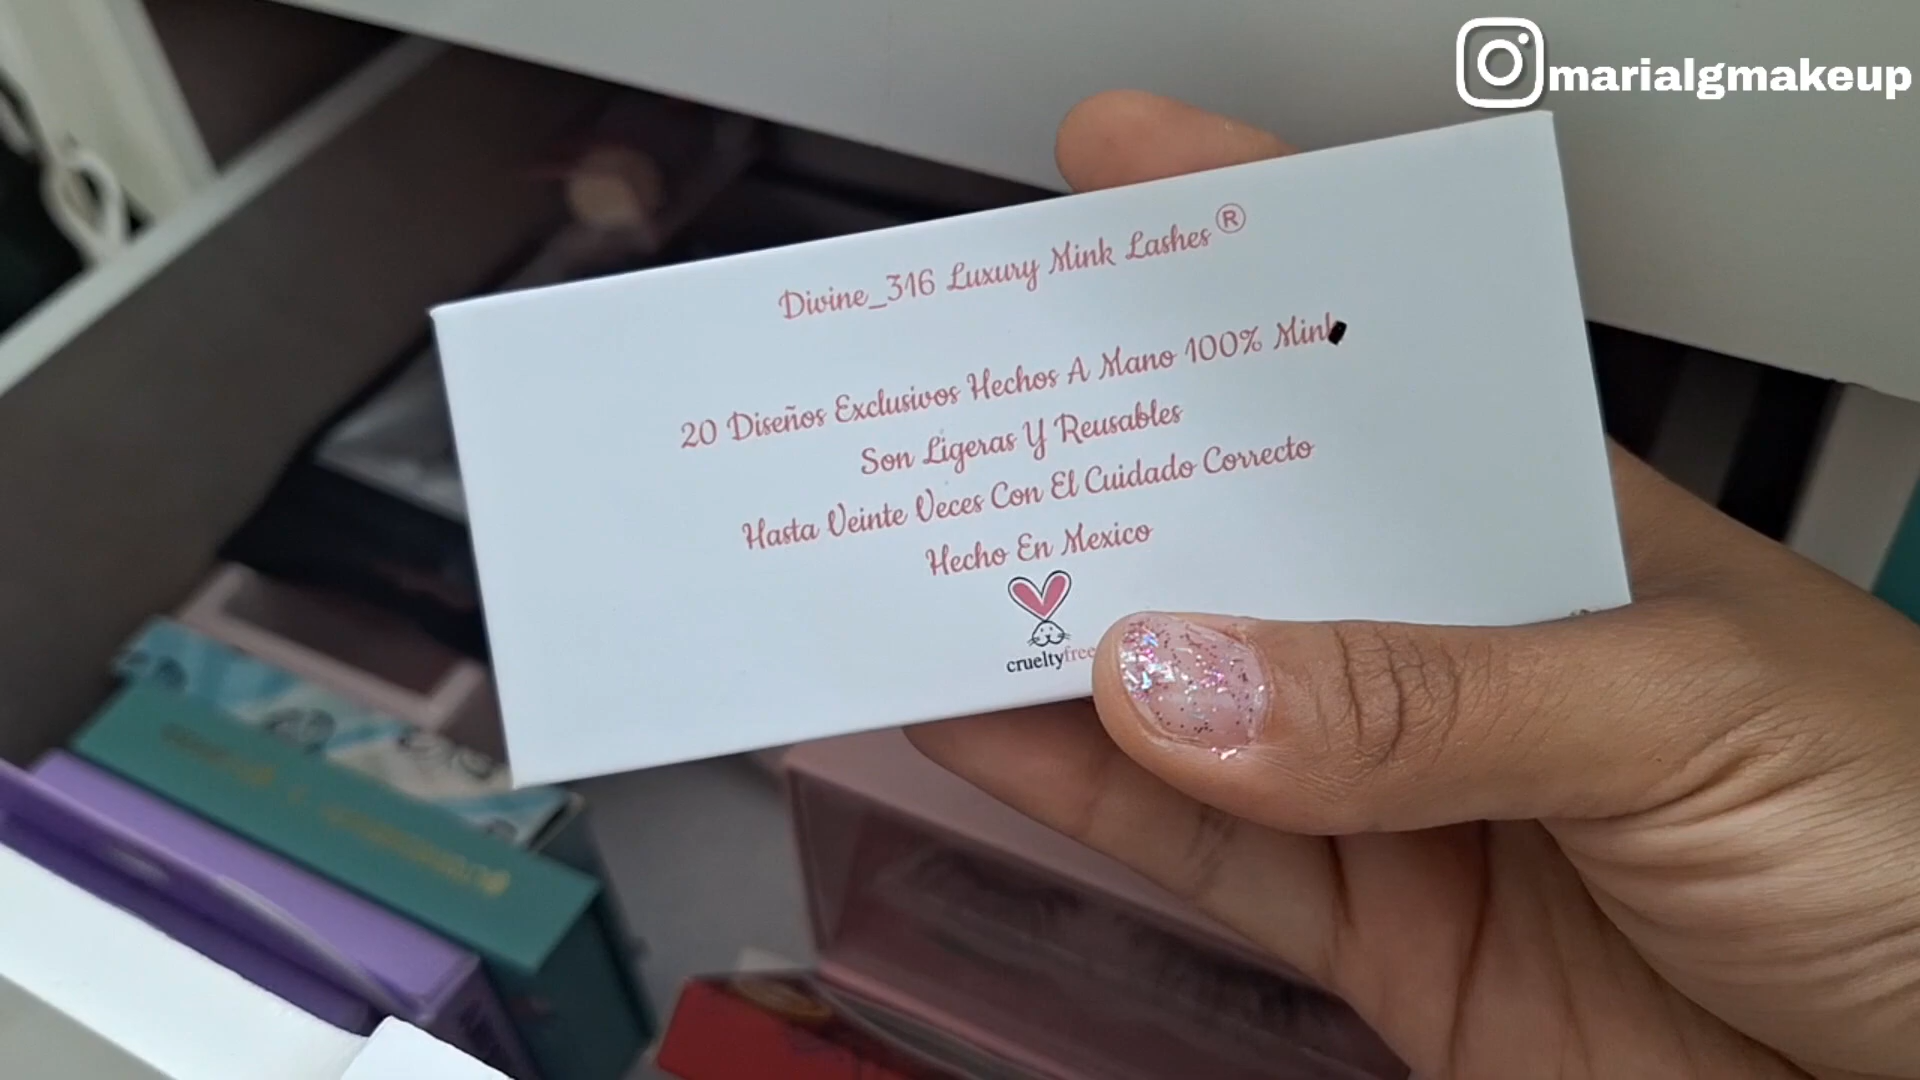 marialgmakeup
Divine_316 Luxury Mink Lashes®
20 Diseños Exclusivos Hechos A Mano 100% Mink
Son Ligeras Y Reusables
Hasta Veinte Veces Con El Cuidado Correcto
Hecho En Mexico
crueltyfree